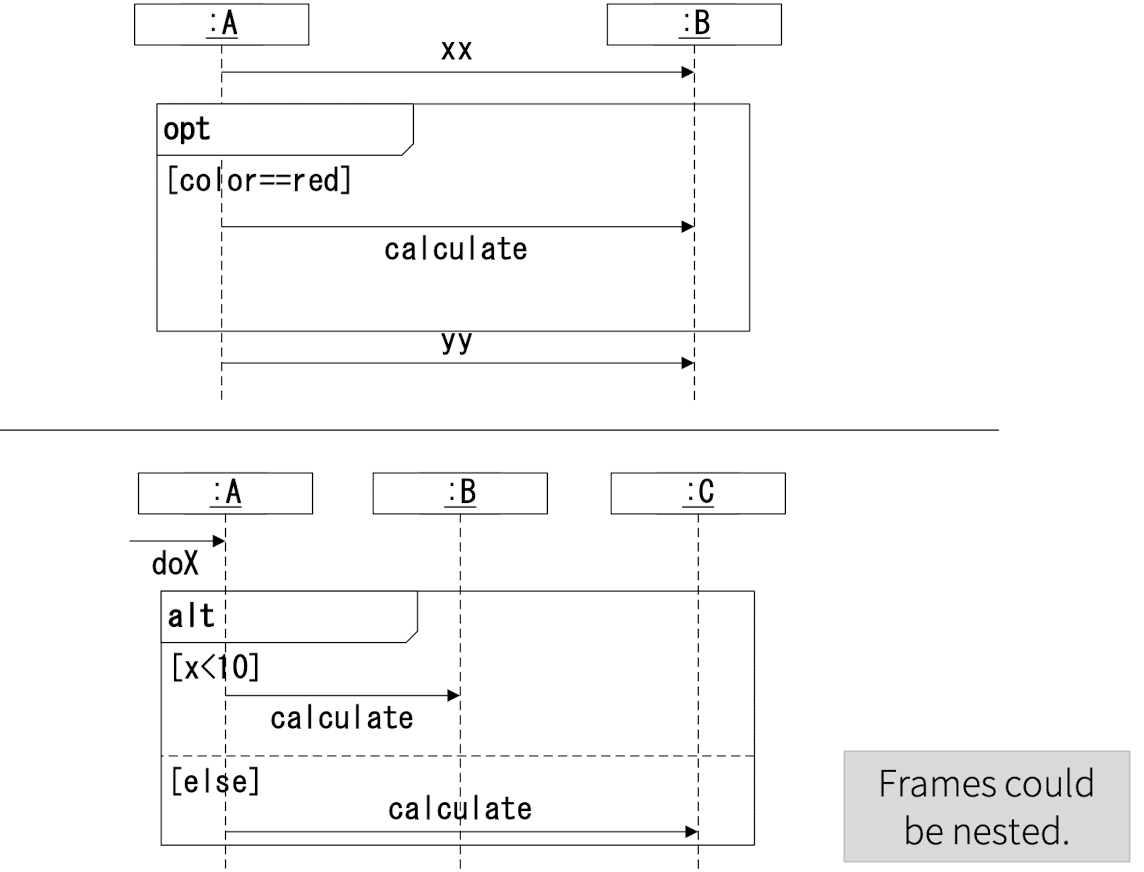 :A
:B
xx
opt
[color==red]
calculate
yy
:A
:B
:C
doX
alt
[x<10]
calculate
[else]
calculate
Frames could
be nested.